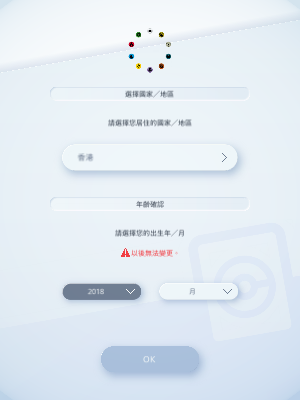 選擇國家／地區
請選擇您居住的國家／地區
香港
年齡確認
請選擇您的出生年／月
以後無法變更。
2018 月
OK